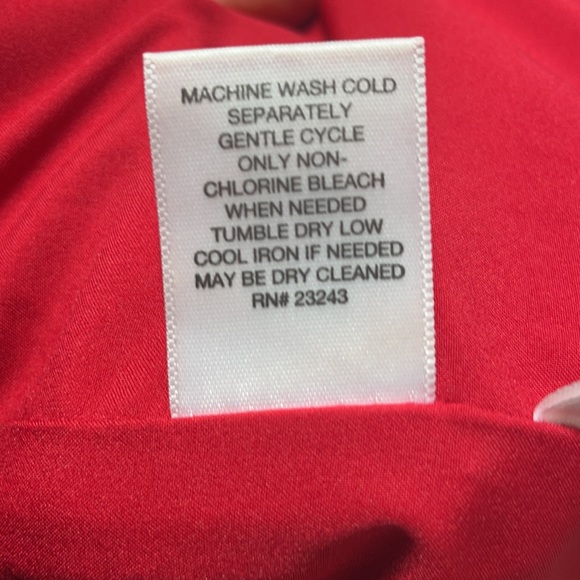 MACHINE WASH COLD
SEPARATELY
GENTLE CYCLE
ONLY NON-
CHLORINE BLEACH
WHEN NEEDED
TUMBLE DRY LOW
COOL IRON IF NEEDED
MAY BE DRY CLEANED
RN# 23243